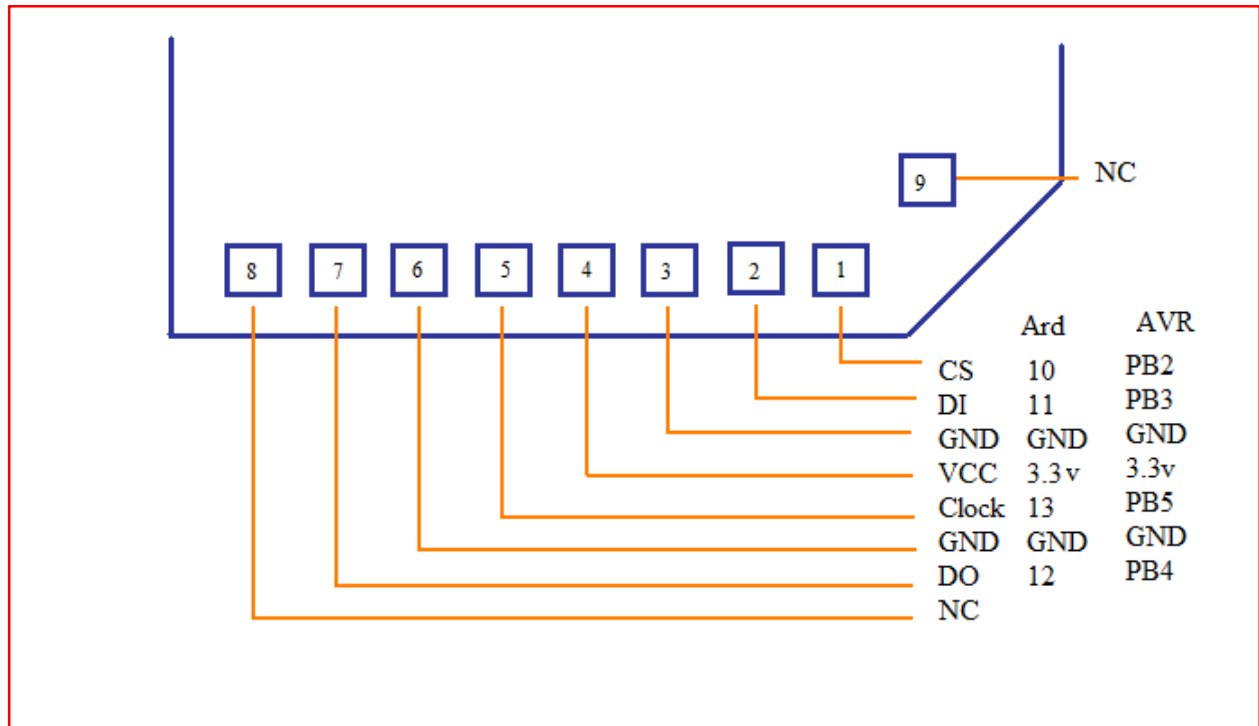 9 NC
8 7 6 5 4 3 2 1
Ard AVR
CS 10 PB2
DI 11 PB3
GND GND GND
VCC 3.3 v 3.3v
Clock 13 PB5
GND GND GND
DO 12 PB4
NC